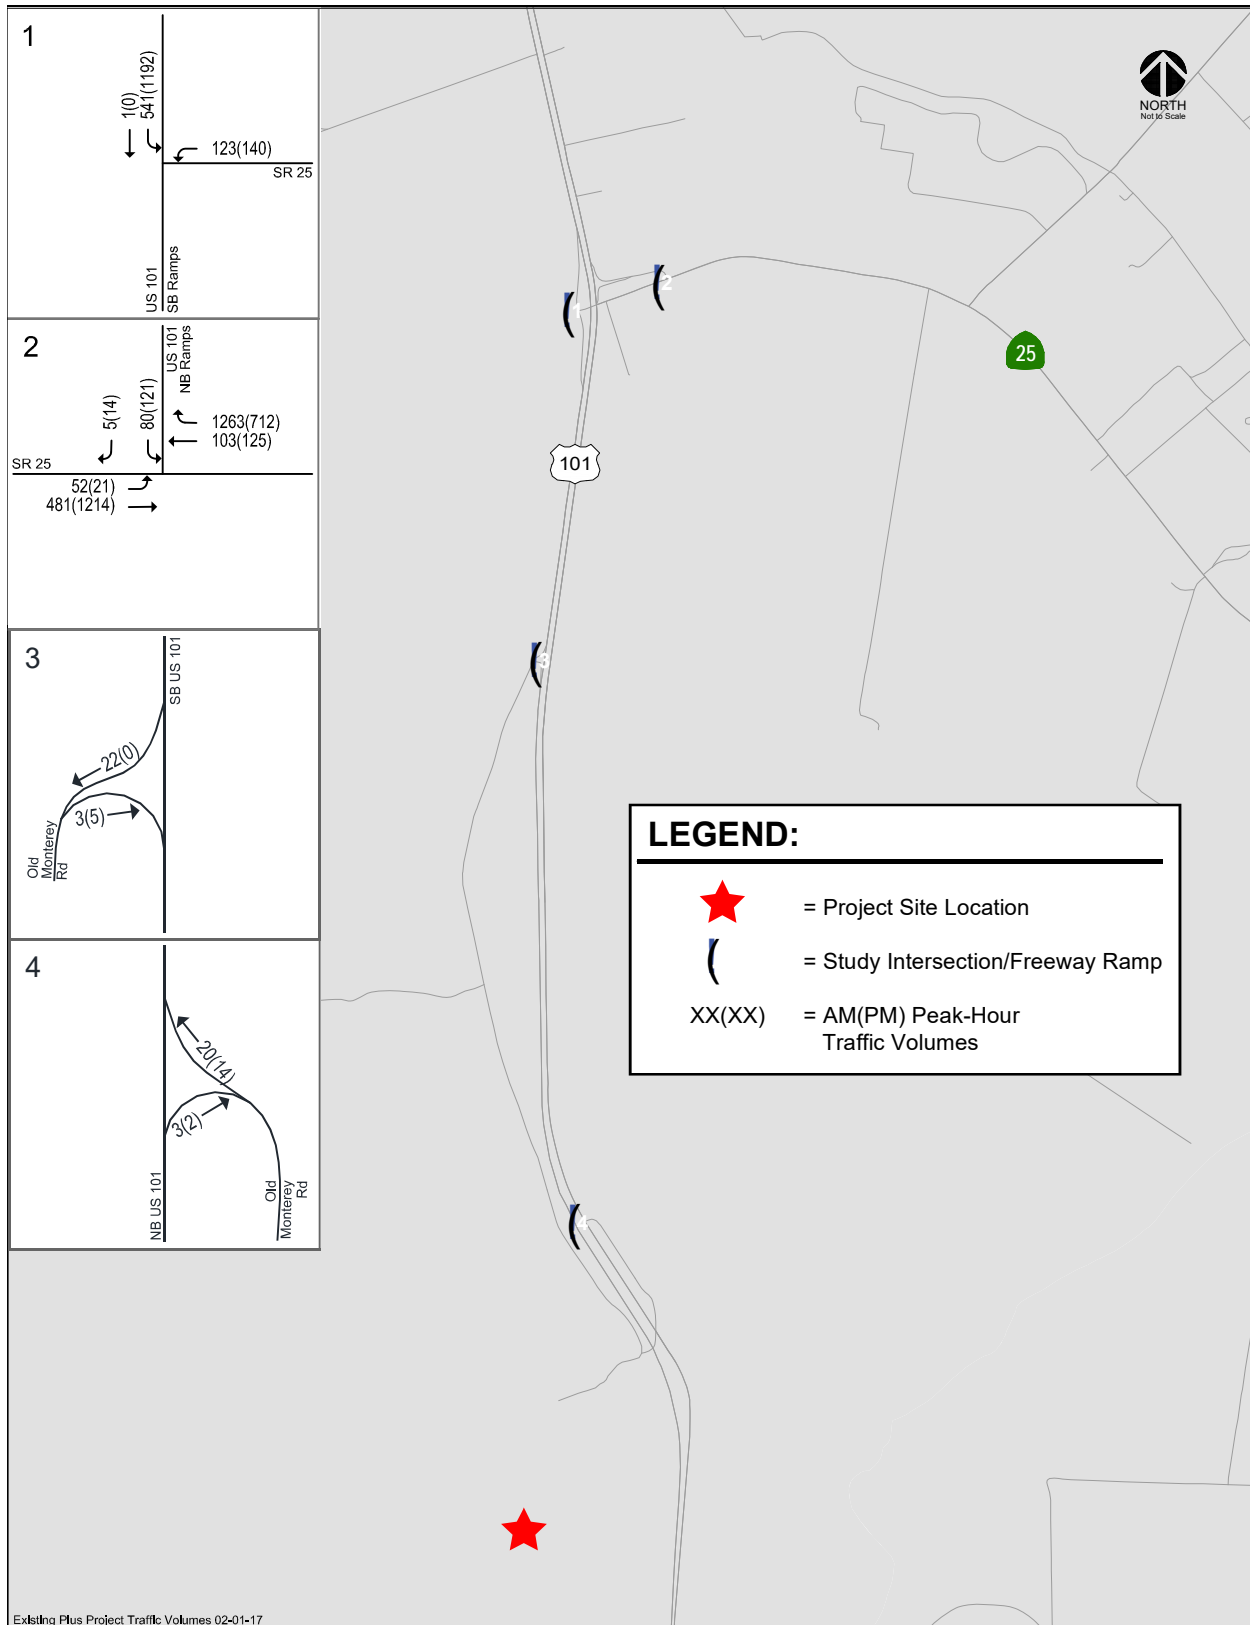 1
1(0)
541(1192)
123(140)
SR 25
US 101
SB Ramps
2
US 101
NB Ramps
5(14)
80(121)
1263(712)
103(125)
SR 25
52(21)
481(1214)
3
SB US 101
22(0)
3(5)
Old
Monterey
Rd
4
20(14)
3(2)
NB US 101
Old
Monterey
Rd
NORTH
Not to Scale
2
1
25
101
3
LEGEND:
= Project Site Location
= Study Intersection/Freeway Ramp
XX(XX) = AM(PM) Peak-Hour
Traffic Volumes
4
Existing Plus Project Traffic Volumes 02-01-17